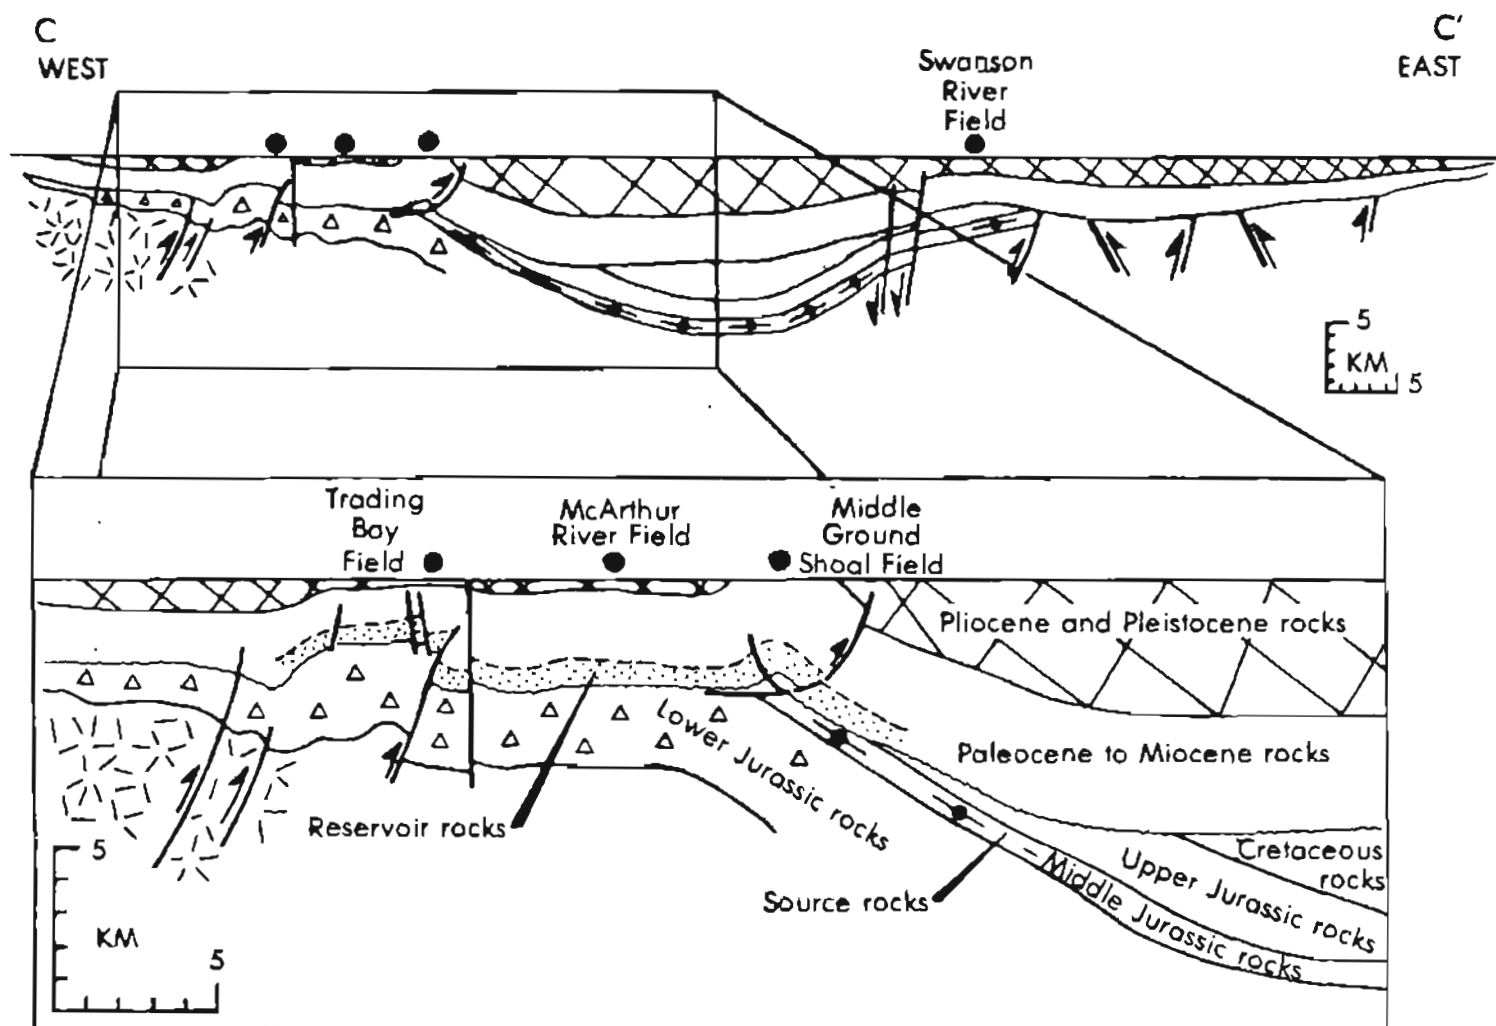 C
WEST
C'
EAST
Swanson
River
Field
5
KM
5
Trading
Bay
Field
McArthur
River Field
Middle
Ground
Shoal Field
Pliocene and Pleistocene rocks
Paleocene to Miocene rocks
Lower Jurassic rocks
Reservoir rocks
Cretaceous
rocks
Upper Jurassic rocks
Middle Jurassic rocks
Source rocks
5
KM
5